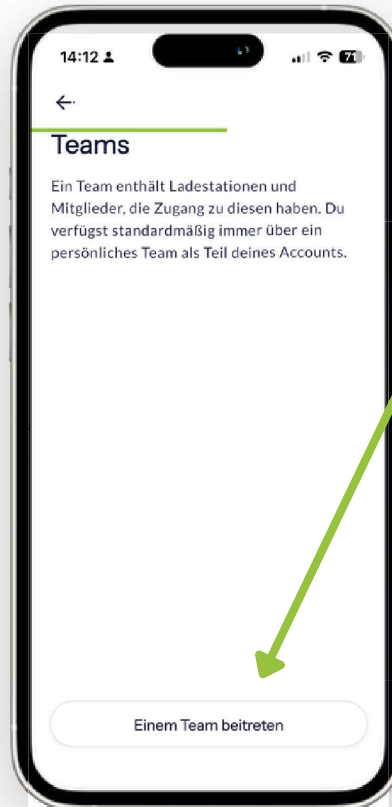 14:12
71
Teams
Ein Team enthält Ladestationen und
Mitglieder, die Zugang zu diesen haben. Du
verfügst standardmäßig immer über ein
persönliches Team als Teil deines Accounts.
Einem Team beitreten